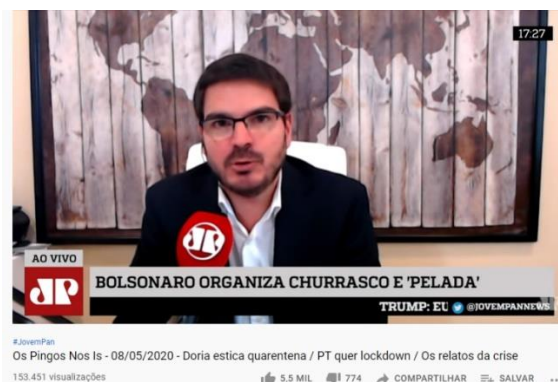 17:27
JP
AO VIVO
JP
BOLSONARO ORGANIZA CHURRASCO E 'PELADA'
TRUMP: EU
@JOVEMPANNEWS
#JovemPan
Os Pingos Nos Is - 08/05/2020 - Doria estica quarentena / PT quer lockdown / Os relatos da crise
153.451 visualizações
5,5 MIL
774
COMPARTILHAR
SALVAR